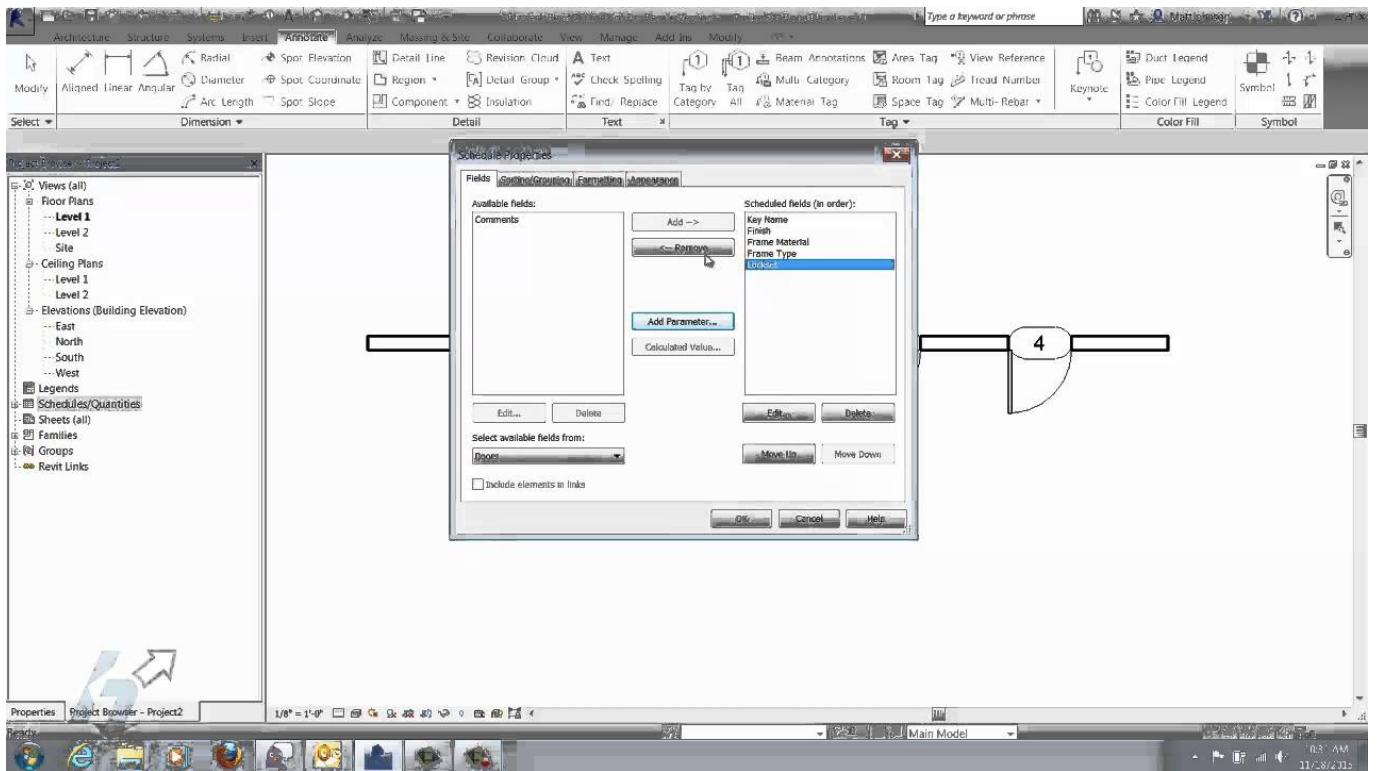 Type a keyword or phrase
Architecture Structure Systems Insert Annotate Analyze Massing & Site Collaborate View Manage Add-Ins Modify
Modify
Aligned Linear Angular
Radial
Diameter
Arc Length
Spot Elevation
Spot Coordinate
Spot Slope
Detail Line
Region
Component
Revision Cloud
Detail Group
Insulation
A Text
ABC Check Spelling
Find/ Replace
Tag by Category
Tag All
Beam Annotations
Multi Category
Material Tag
Area Tag
Room Tag
Space Tag
View Reference
Tread Number
Multi- Rebar
Keynote
Duct Legend
Pipe Legend
Color Fill Legend
Symbol
Select
Dimension
Detail
Text
Tag
Color Fill
Symbol
Project Browser - Project2
Views (all)
Floor Plans
Level 1
Level 2
Site
Ceiling Plans
Level 1
Level 2
Elevations (Building Elevation)
East
North
South
West
Legends
Schedules/Quantities
Sheets (all)
Families
Groups
Revit Links
Schedule Properties
Fields Sorting/Grouping Formatting Appearance
Available fields:
Comments
Add -->
<-- Remove
Add Parameter...
Calculated Value...
Scheduled fields (in order):
Key Name
Finish
Frame Material
Frame Type
Lockset
Edit...
Delete
Edit...
Delete
Select available fields from:
Doors
Move Up
Move Down
Include elements in links
OK
Cancel
Help
4
Properties
Project Browser - Project2
1/8" = 1'-0"
Ready
Main Model
11/18/2015